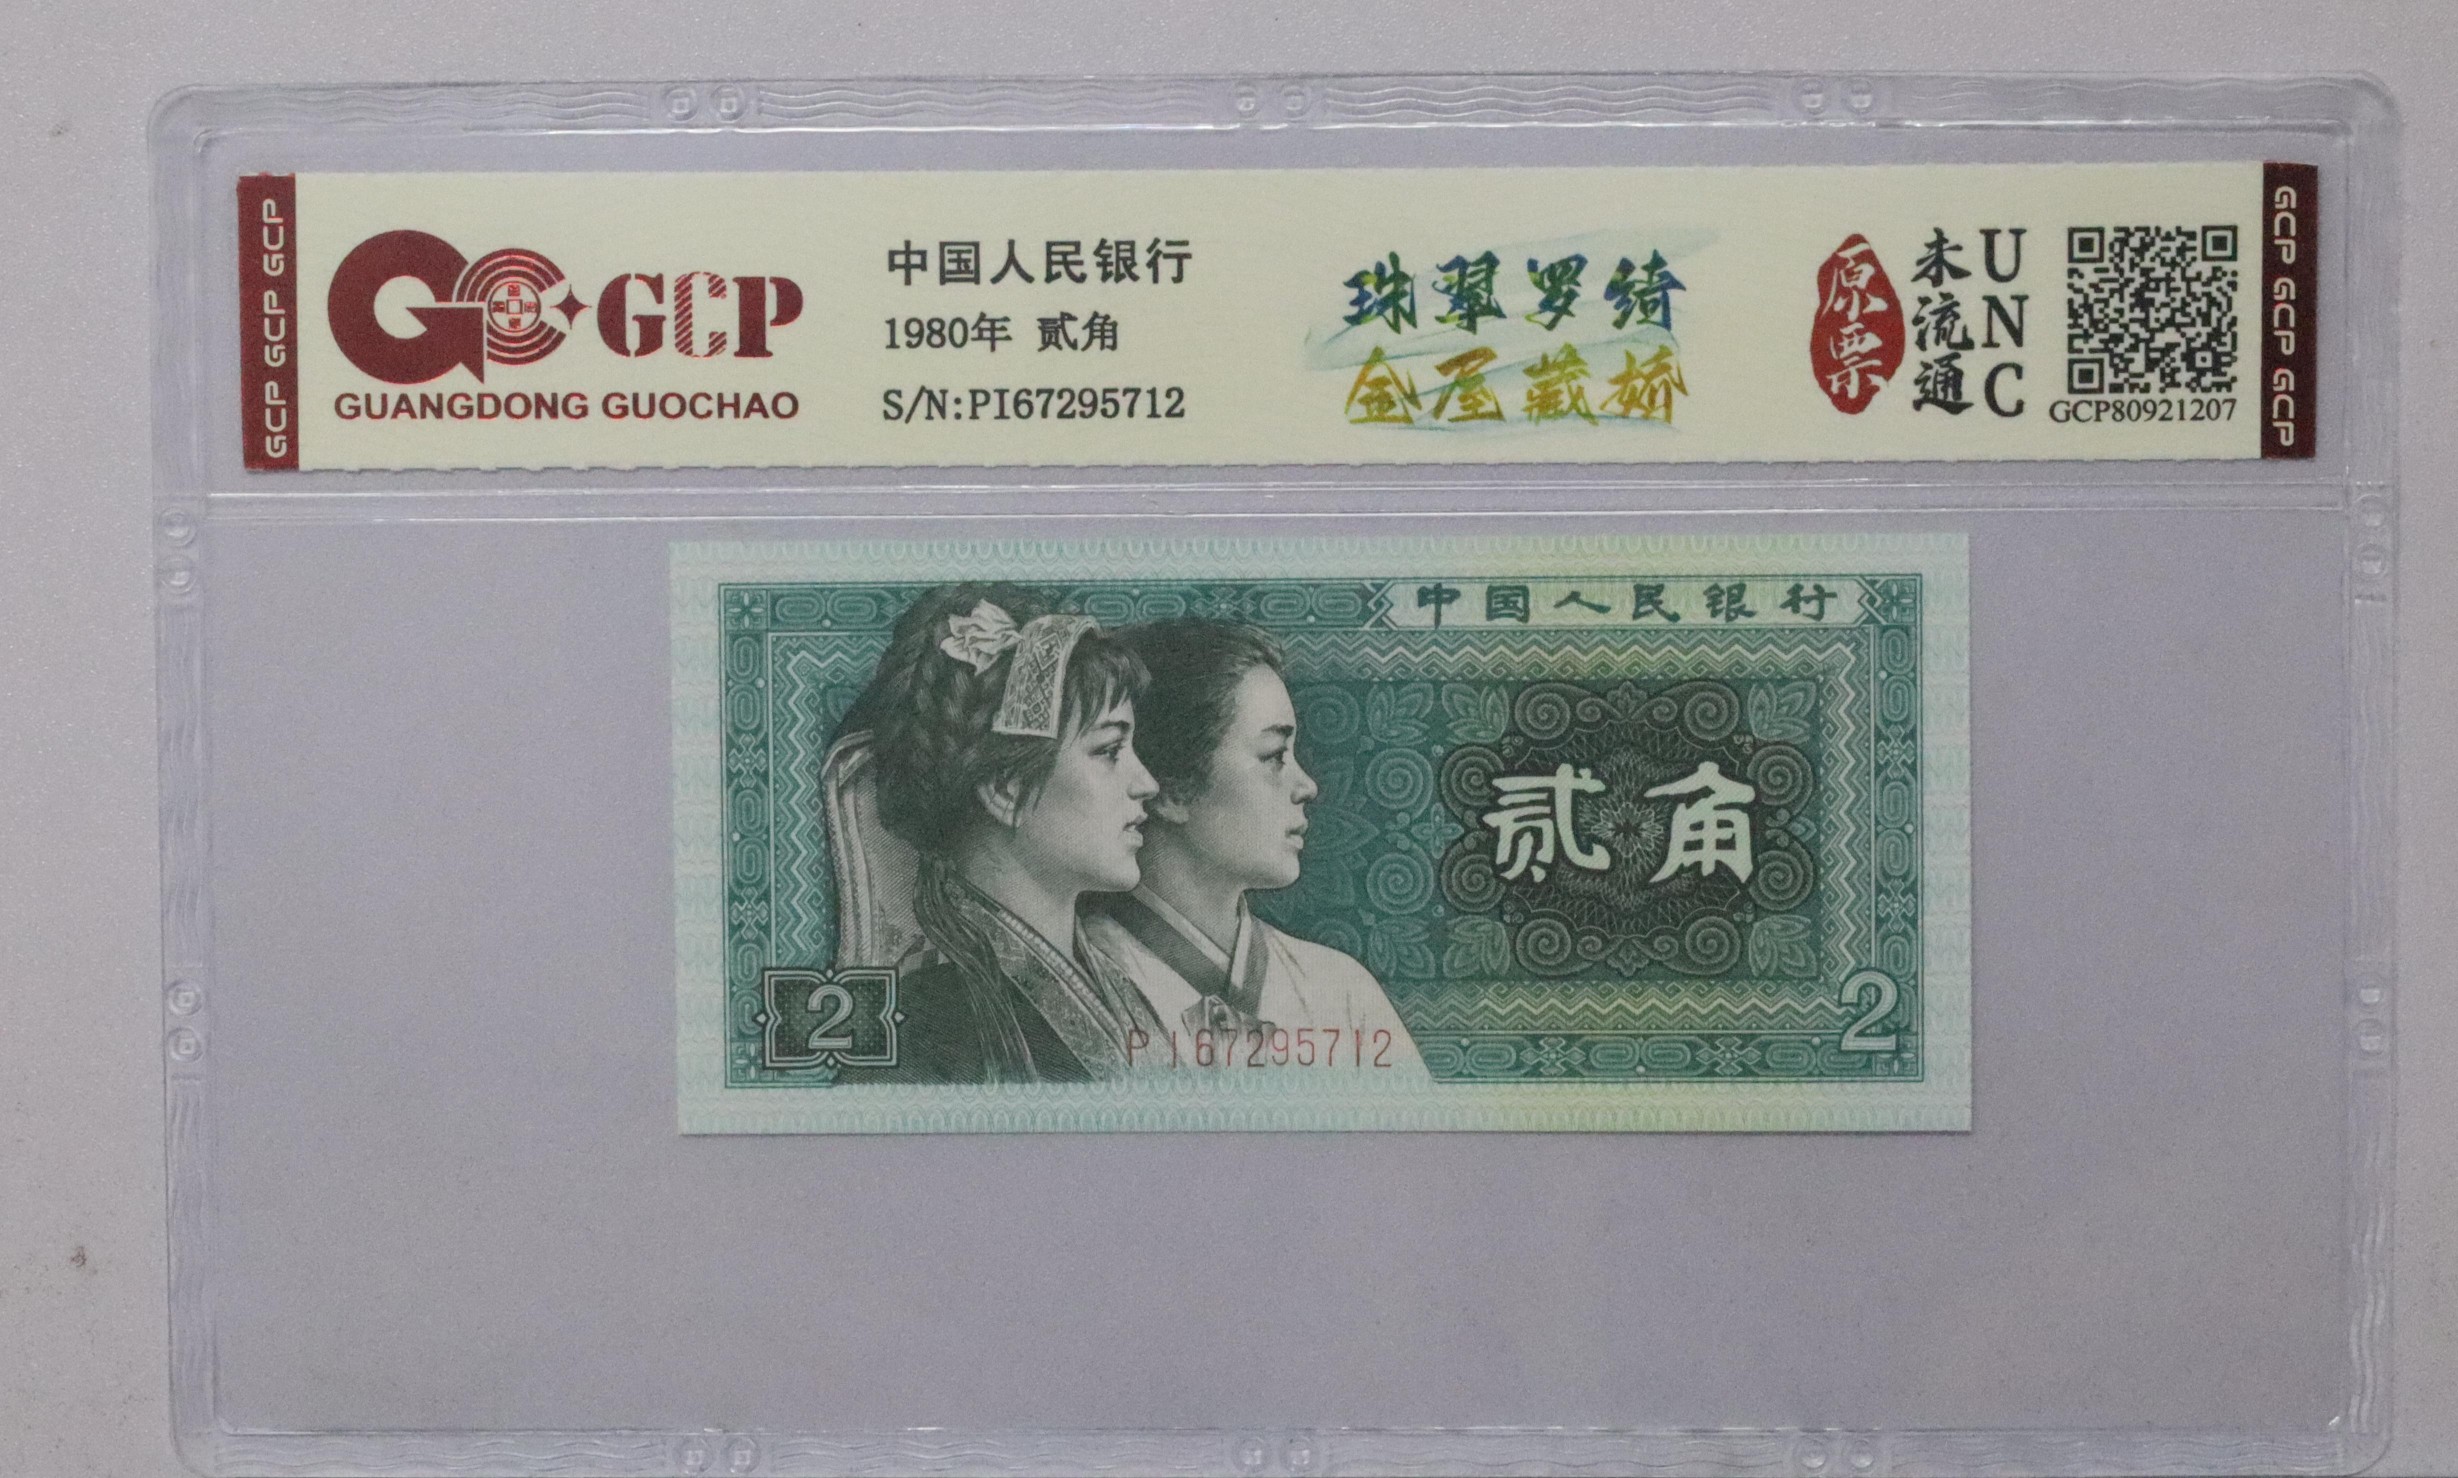 GCP GCP GCP
GCP
GUANGDONG GUOCHAO
中国人民银行
1980年 贰角
S/N:PI67295712
珠翠罗绮
金屋藏娇
原票
未流通
UNC
GCP80921207
GCP GCP GCP
中国人民银行
贰角
2
PI67295712
2